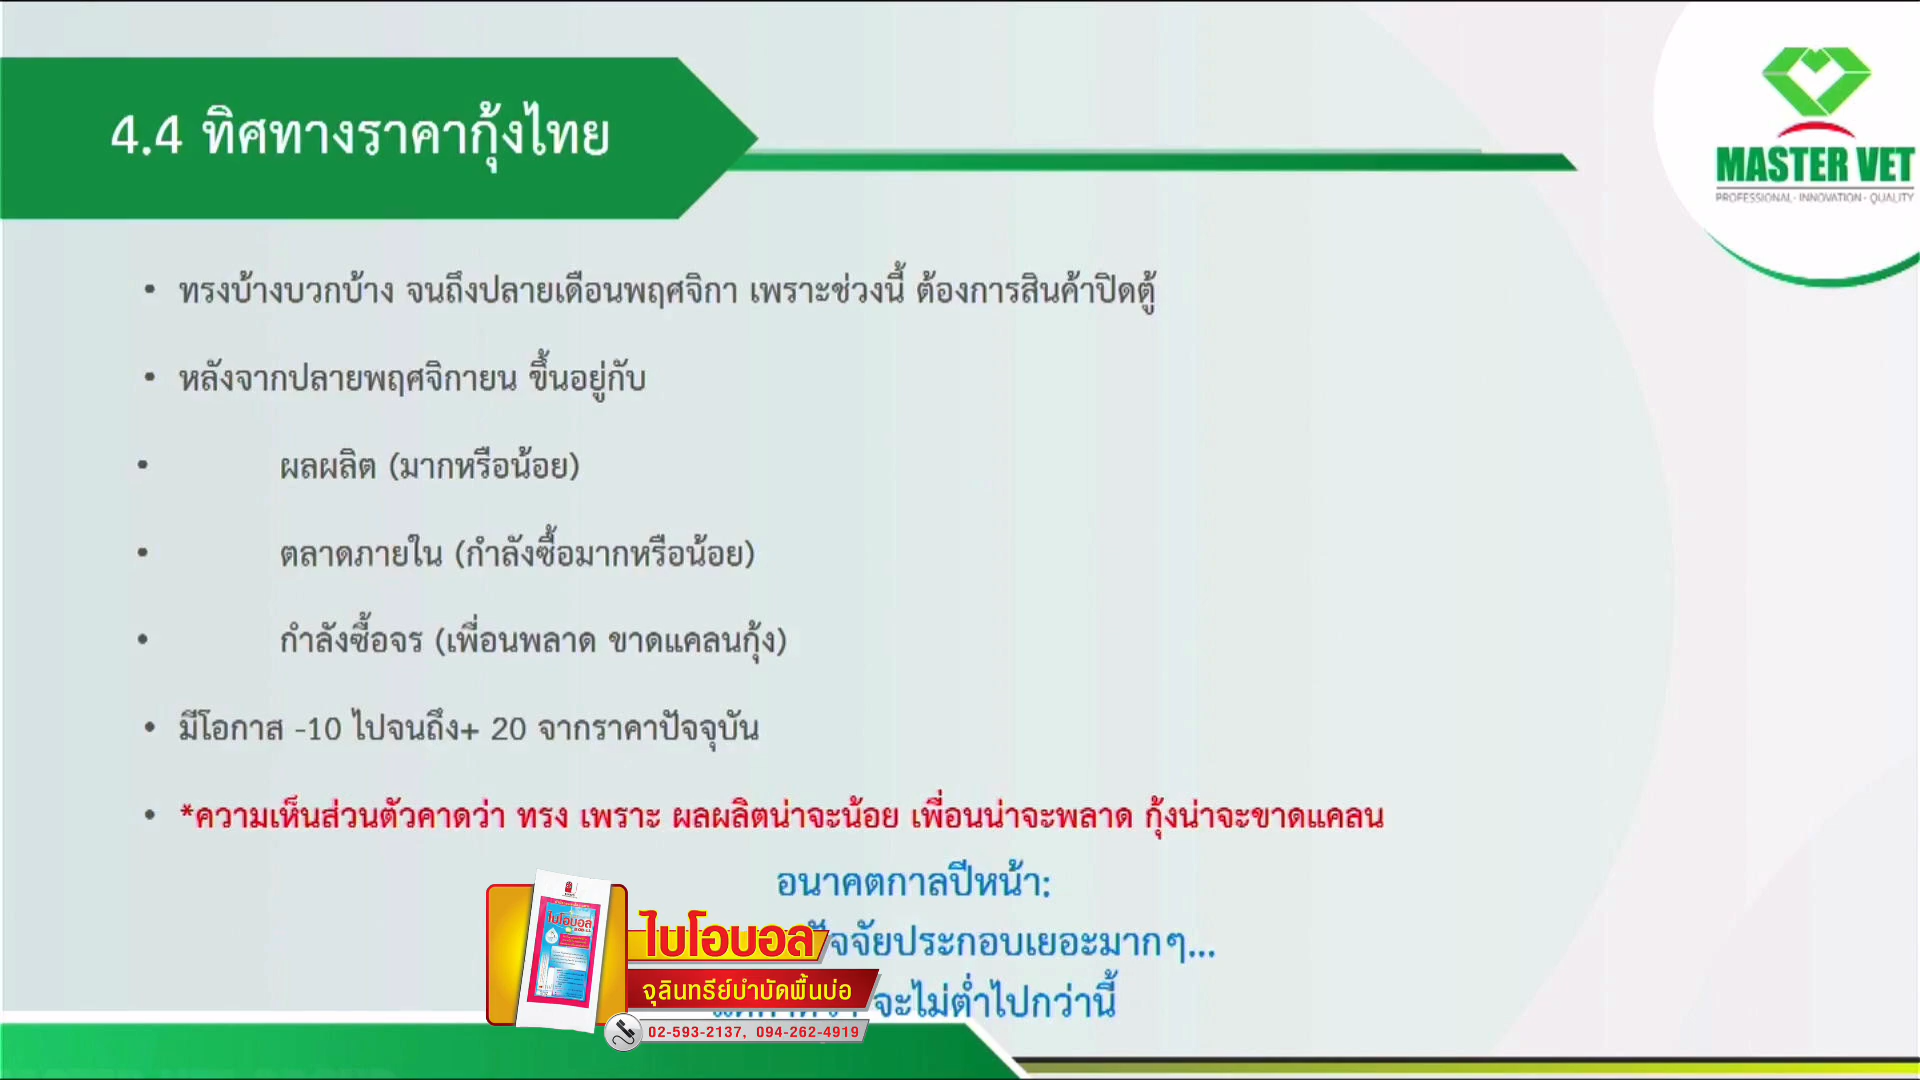 4.4 ทิศทางราคากุ้งไทย
MASTER VET
PROFESSIONAL · INNOVATION · QUALITY
• ทรงบ้างบวกบ้าง จนถึงปลายเดือนพฤศจิกา เพราะช่วงนี้ ต้องการสินค้าปิดตู้
• หลังจากปลายพฤศจิกายน ขึ้นอยู่กับ
• ผลผลิต (มากหรือน้อย)
• ตลาดภายใน (กำลังซื้อมากหรือน้อย)
• กำลังซื้อจร (เพื่อนพลาด ขาดแคลนกุ้ง)
• มีโอกาส -10 ไปจนถึง+ 20 จากราคาปัจจุบัน
• *ความเห็นส่วนตัวคาดว่า ทรง เพราะ ผลผลิตน่าจะน้อย เพื่อนน่าจะพลาด กุ้งน่าจะขาดแคลน
อนาคตกาลปีหน้า:
ปัจจัยประกอบเยอะมากๆ...
จะไม่ต่ำไปกว่านี้
ไบโอบอล
ไบโอบอล
จุลินทรีย์บำบัดพื้นบ่อ
02-593-2137, 094-262-4919